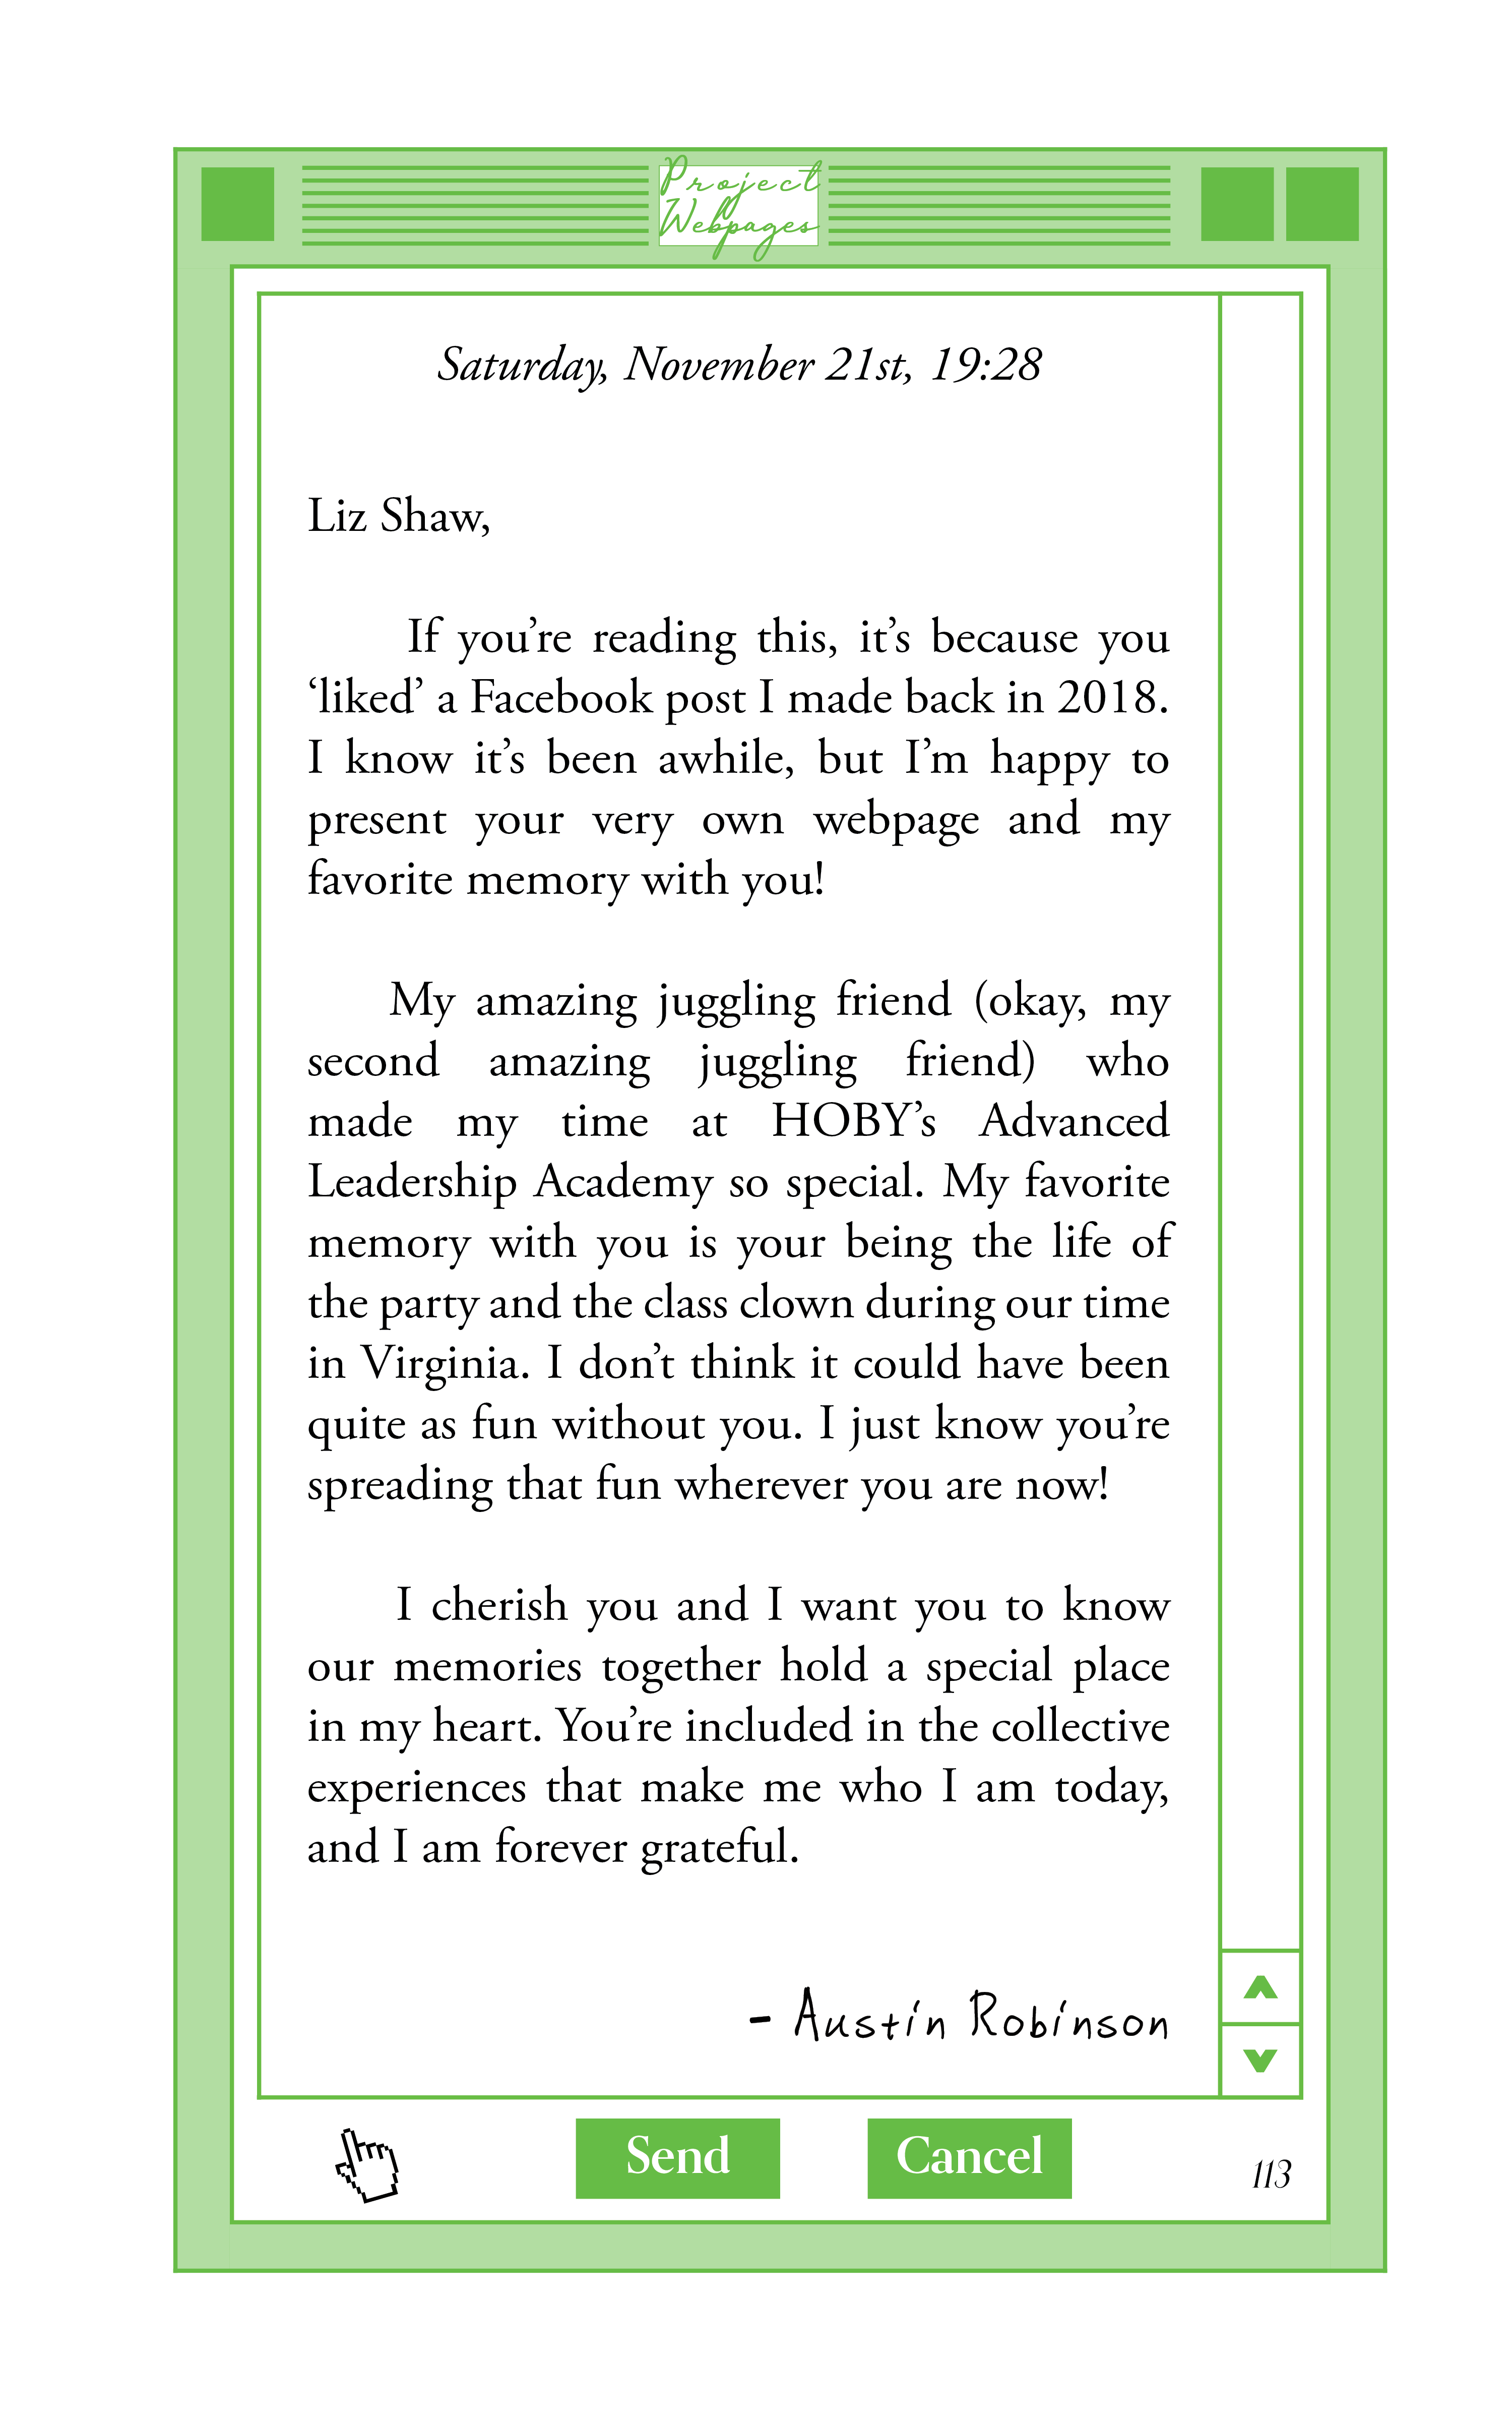 Project
Webpages
Saturday, November 21st, 19:28
Liz Shaw,
If you’re reading this, it’s because you
‘liked’ a Facebook post I made back in 2018.
I know it’s been awhile, but I’m happy to
present your very own webpage and my
favorite memory with you!
My amazing juggling friend (okay, my
second amazing juggling friend) who
made my time at HOBY’s Advanced
Leadership Academy so special. My favorite
memory with you is your being the life of
the party and the class clown during our time
in Virginia. I don’t think it could have been
quite as fun without you. I just know you’re
spreading that fun wherever you are now!
I cherish you and I want you to know
our memories together hold a special place
in my heart. You’re included in the collective
experiences that make me who I am today,
and I am forever grateful.
- Austin Robinson
Send Cancel
113